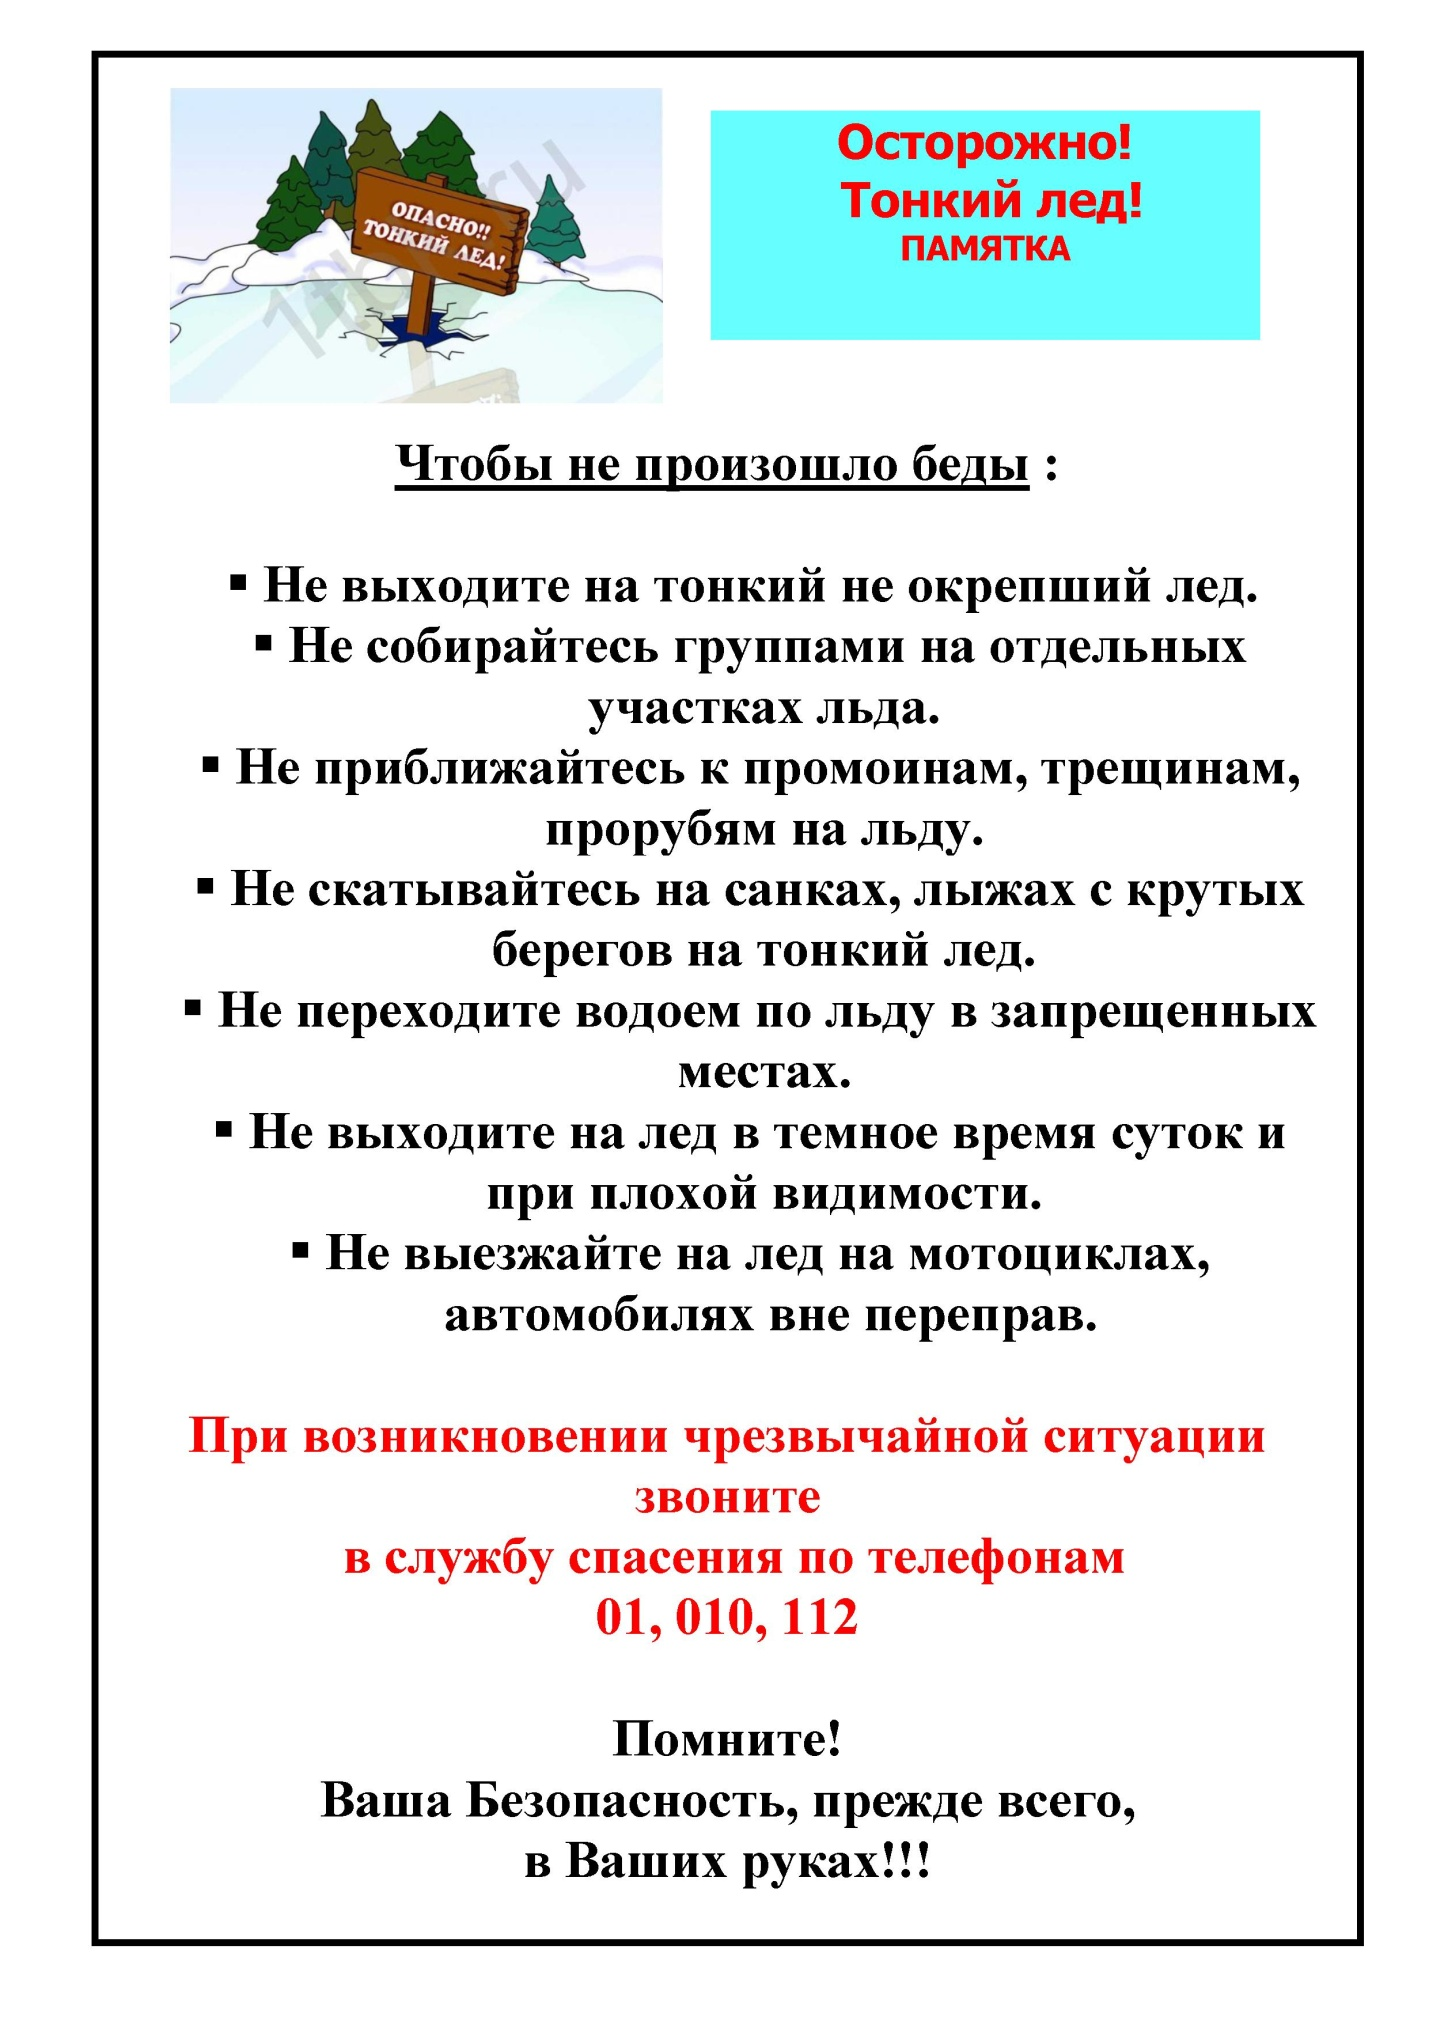 ОПАСНО!!
ТОНКИЙ ЛЕД!
Осторожно!
Тонкий лед!
ПАМЯТКА
Чтобы не произошло беды :
▪ Не выходите на тонкий не окрепший лед.
▪ Не собирайтесь группами на отдельных
участках льда.
▪ Не приближайтесь к промоинам, трещинам,
прорубям на льду.
▪ Не скатывайтесь на санках, лыжах с крутых
берегов на тонкий лед.
▪ Не переходите водоем по льду в запрещенных
местах.
▪ Не выходите на лед в темное время суток и
при плохой видимости.
▪ Не выезжайте на лед на мотоциклах,
автомобилях вне переправ.
При возникновении чрезвычайной ситуации
звоните
в службу спасения по телефонам
01, 010, 112
Помните!
Ваша Безопасность, прежде всего,
в Ваших руках!!!